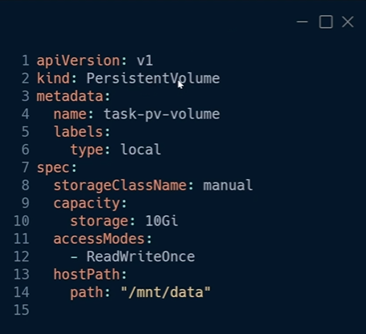 1 apiVersion: v1
2 kind: PersistentVolume
3 metadata:
4   name: task-pv-volume
5   labels:
6     type: local
7 spec:
8   storageClassName: manual
9   capacity:
10     storage: 10Gi
11   accessModes:
12     - ReadWriteOnce
13   hostPath:
14     path: "/mnt/data"
15